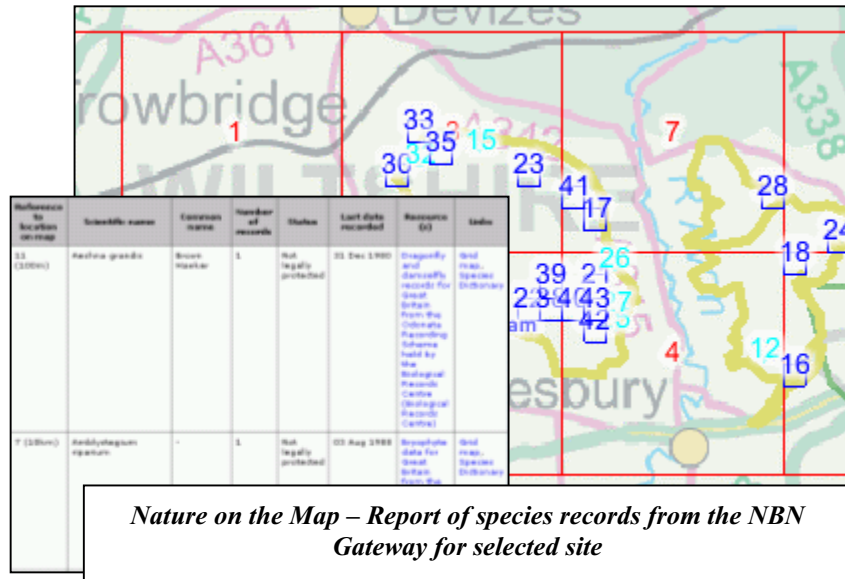 Devizes
A361
rowbridge
33
1
15
A342
7
A338
35
30
23
41
17
28
WILTSHIRE
24
26
18
39
43
42
4
12
16
esbury
Reference to location on map
Scientific name
Common name
Number of records
Status
Last date recorded
Resource (s)
Links
11 (100m)
Aeshna grandis
Brown Hawker
1
Not legally protected
31 Dec 1980
Dragonfly and damselfly records for Great Britain from the Odonata Recording Scheme held by the Biological Records Centre (Biological Records Centre)
Grid map, Species Dictionary
7 (10km)
Amblystegium riparium
-
1
Not legally protected
03 Aug 1988
Bryophyte data for Great Britain from the
Grid map, Species Dictionary
Nature on the Map – Report of species records from the NBN
Gateway for selected site